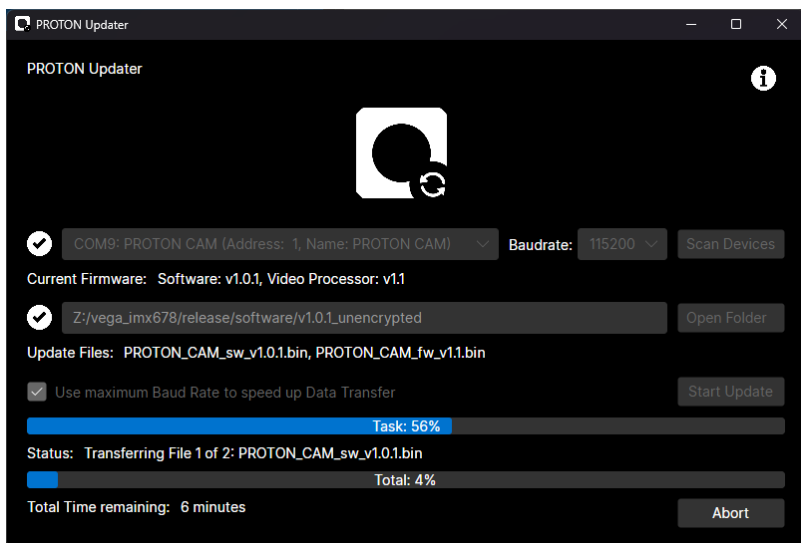 PROTON Updater
PROTON Updater
COM9: PROTON CAM (Address: 1, Name: PROTON CAM) Baudrate: 115200 Scan Devices
Current Firmware: Software: v1.0.1, Video Processor: v1.1
Z:/vega_imx678/release/software/v1.0.1_unencrypted Open Folder
Update Files: PROTON_CAM_sw_v1.0.1.bin, PROTON_CAM_fw_v1.1.bin
Use maximum Baud Rate to speed up Data Transfer Start Update
Task: 56%
Status: Transferring File 1 of 2: PROTON_CAM_sw_v1.0.1.bin
Total: 4%
Total Time remaining: 6 minutes Abort